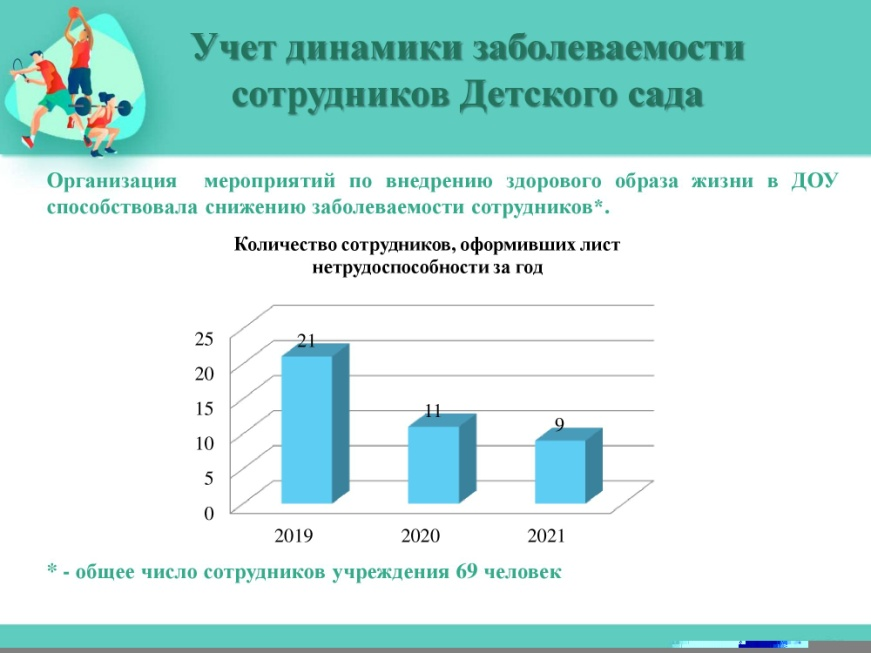 Учет динамики заболеваемости
сотрудников Детского сада
Организация мероприятий по внедрению здорового образа жизни в ДОУ
способствовала снижению заболеваемости сотрудников*.
Количество сотрудников, оформивших лист
нетрудоспособности за год
25
20
15
10
5
0
21
11
9
2019 2020 2021
* - общее число сотрудников учреждения 69 человек